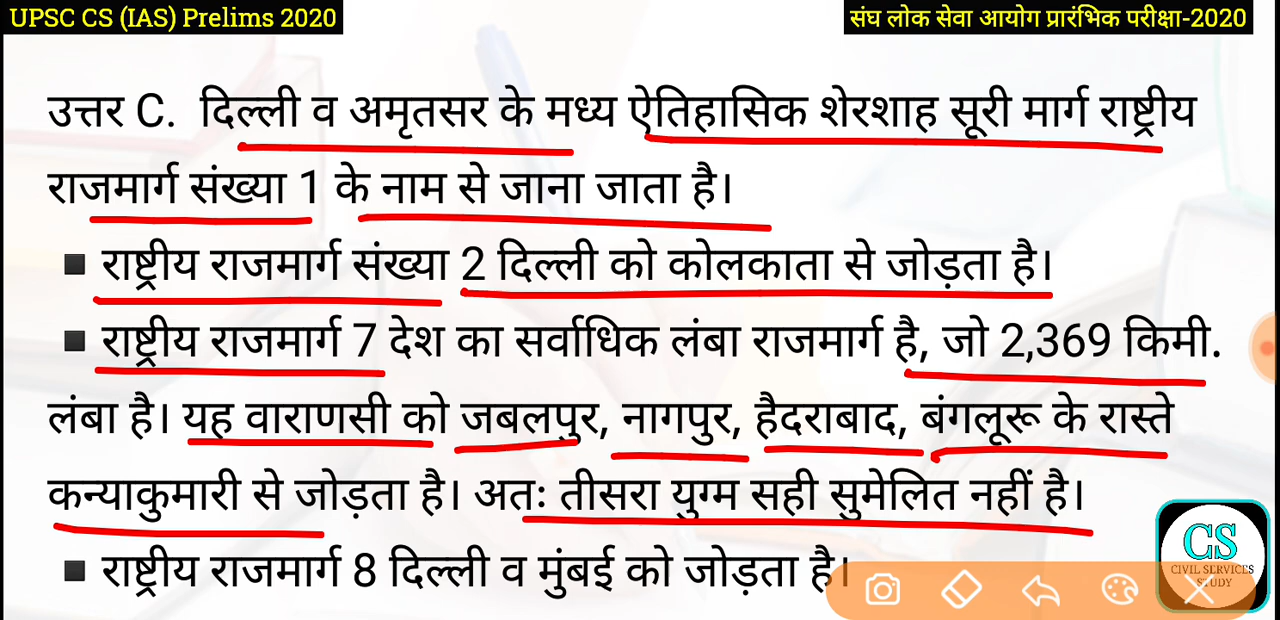 UPSC CS (IAS) Prelims 2020
संघ लोक सेवा आयोग प्रारंभिक परीक्षा-2020
उत्तर C. दिल्ली व अमृतसर के मध्य ऐतिहासिक शेरशाह सूरी मार्ग राष्ट्रीय
राजमार्ग संख्या 1 के नाम से जाना जाता है।
▪ राष्ट्रीय राजमार्ग संख्या 2 दिल्ली को कोलकाता से जोड़ता है।
▪ राष्ट्रीय राजमार्ग 7 देश का सर्वाधिक लंबा राजमार्ग है, जो 2,369 किमी.
लंबा है। यह वाराणसी को जबलपुर, नागपुर, हैदराबाद, बंगलूरू के रास्ते
कन्याकुमारी से जोड़ता है। अतः तीसरा युग्म सही सुमेलित नहीं है।
▪ राष्ट्रीय राजमार्ग 8 दिल्ली व मुंबई को जोड़ता है।
CS
CIVIL SERVICES
STUDY